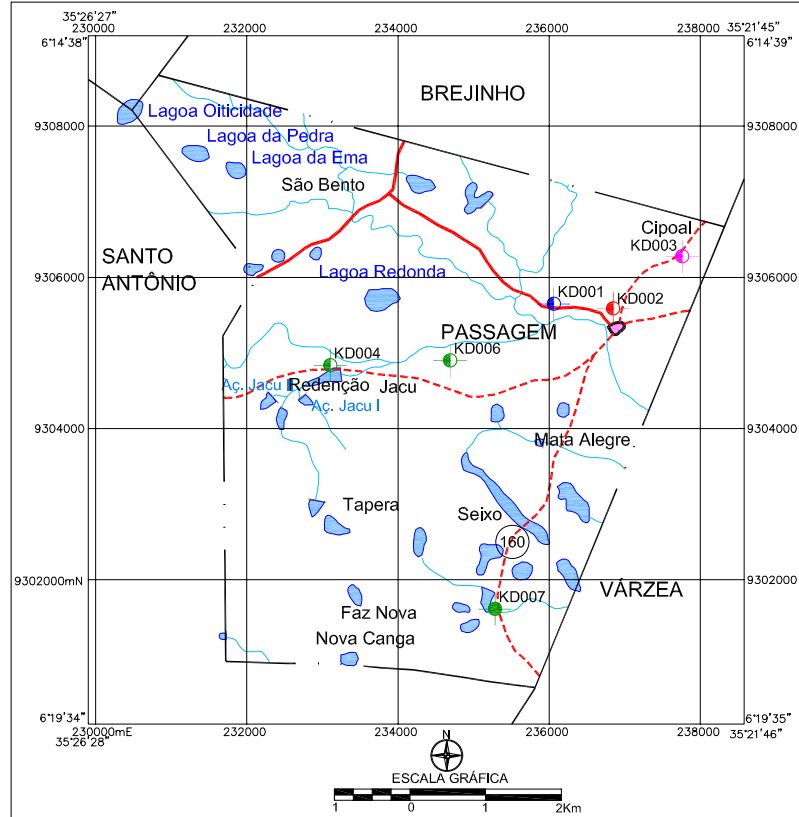 35°26'27"
35°21'45"
230000
232000
234000
236000
238000
6°14'38"
6°14'39"
BREJINHO
Lagoa Oiticidade
9308000
9308000
Lagoa da Pedra
Lagoa da Ema
São Bento
Cipoal
KD003
SANTO
ANTÔNIO
Lagoa Redonda
9306000
9306000
KD001
KD002
PASSAGEM
KD004
KD006
Aç. Jacu II
Redenção
Jacu
Aç. Jacu I
9304000
9304000
Mata Alegre
Tapera
Seixo
160
9302000mN
9302000
VÁRZEA
KD007
Faz Nova
Nova Canga
6°19'34"
6°19'35"
230000mE
232000
234000
236000
238000
35°26'28"
35°21'46"
N
ESCALA GRÁFICA
1
0
1
2Km